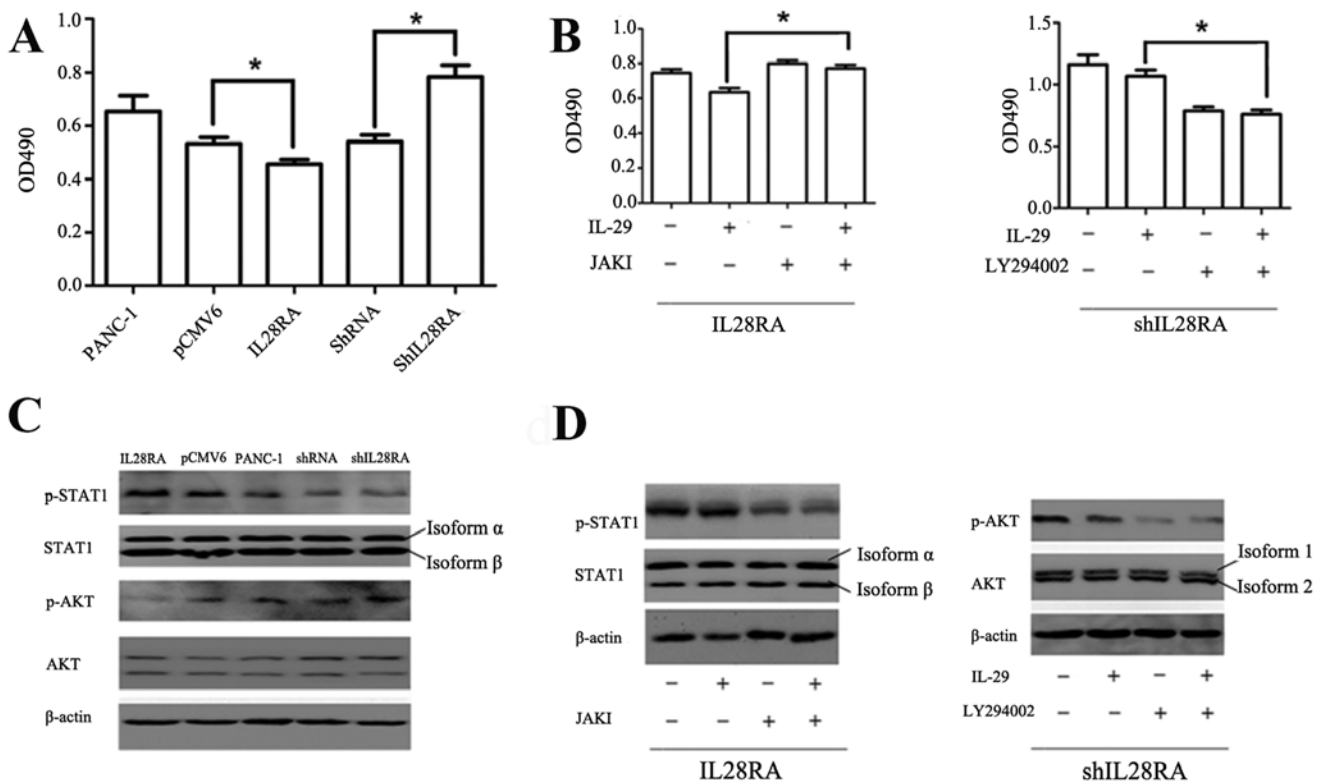 A
OD490
1.0
0.8
0.6
0.4
0.2
0.0
*
*
PANC-1
pCMV6
IL28RA
ShRNA
ShIL28RA
B
OD490
1.0
0.8
0.6
0.4
0.2
0.0
*
IL-29 − + − +
JAKI − − + +
IL28RA
OD490
1.5
1.0
0.5
0.0
*
IL-29 − + − +
LY294002 − − + +
shIL28RA
C
IL28RA pCMV6 PANC-1 shRNA shIL28RA
p-STAT1
STAT1
Isoform α
Isoform β
p-AKT
AKT
β-actin
D
p-STAT1
STAT1
Isoform α
Isoform β
β-actin
− + − +
JAKI − − + +
IL28RA
p-AKT
AKT
Isoform 1
Isoform 2
β-actin
IL-29 − + − +
LY294002 − − + +
shIL28RA